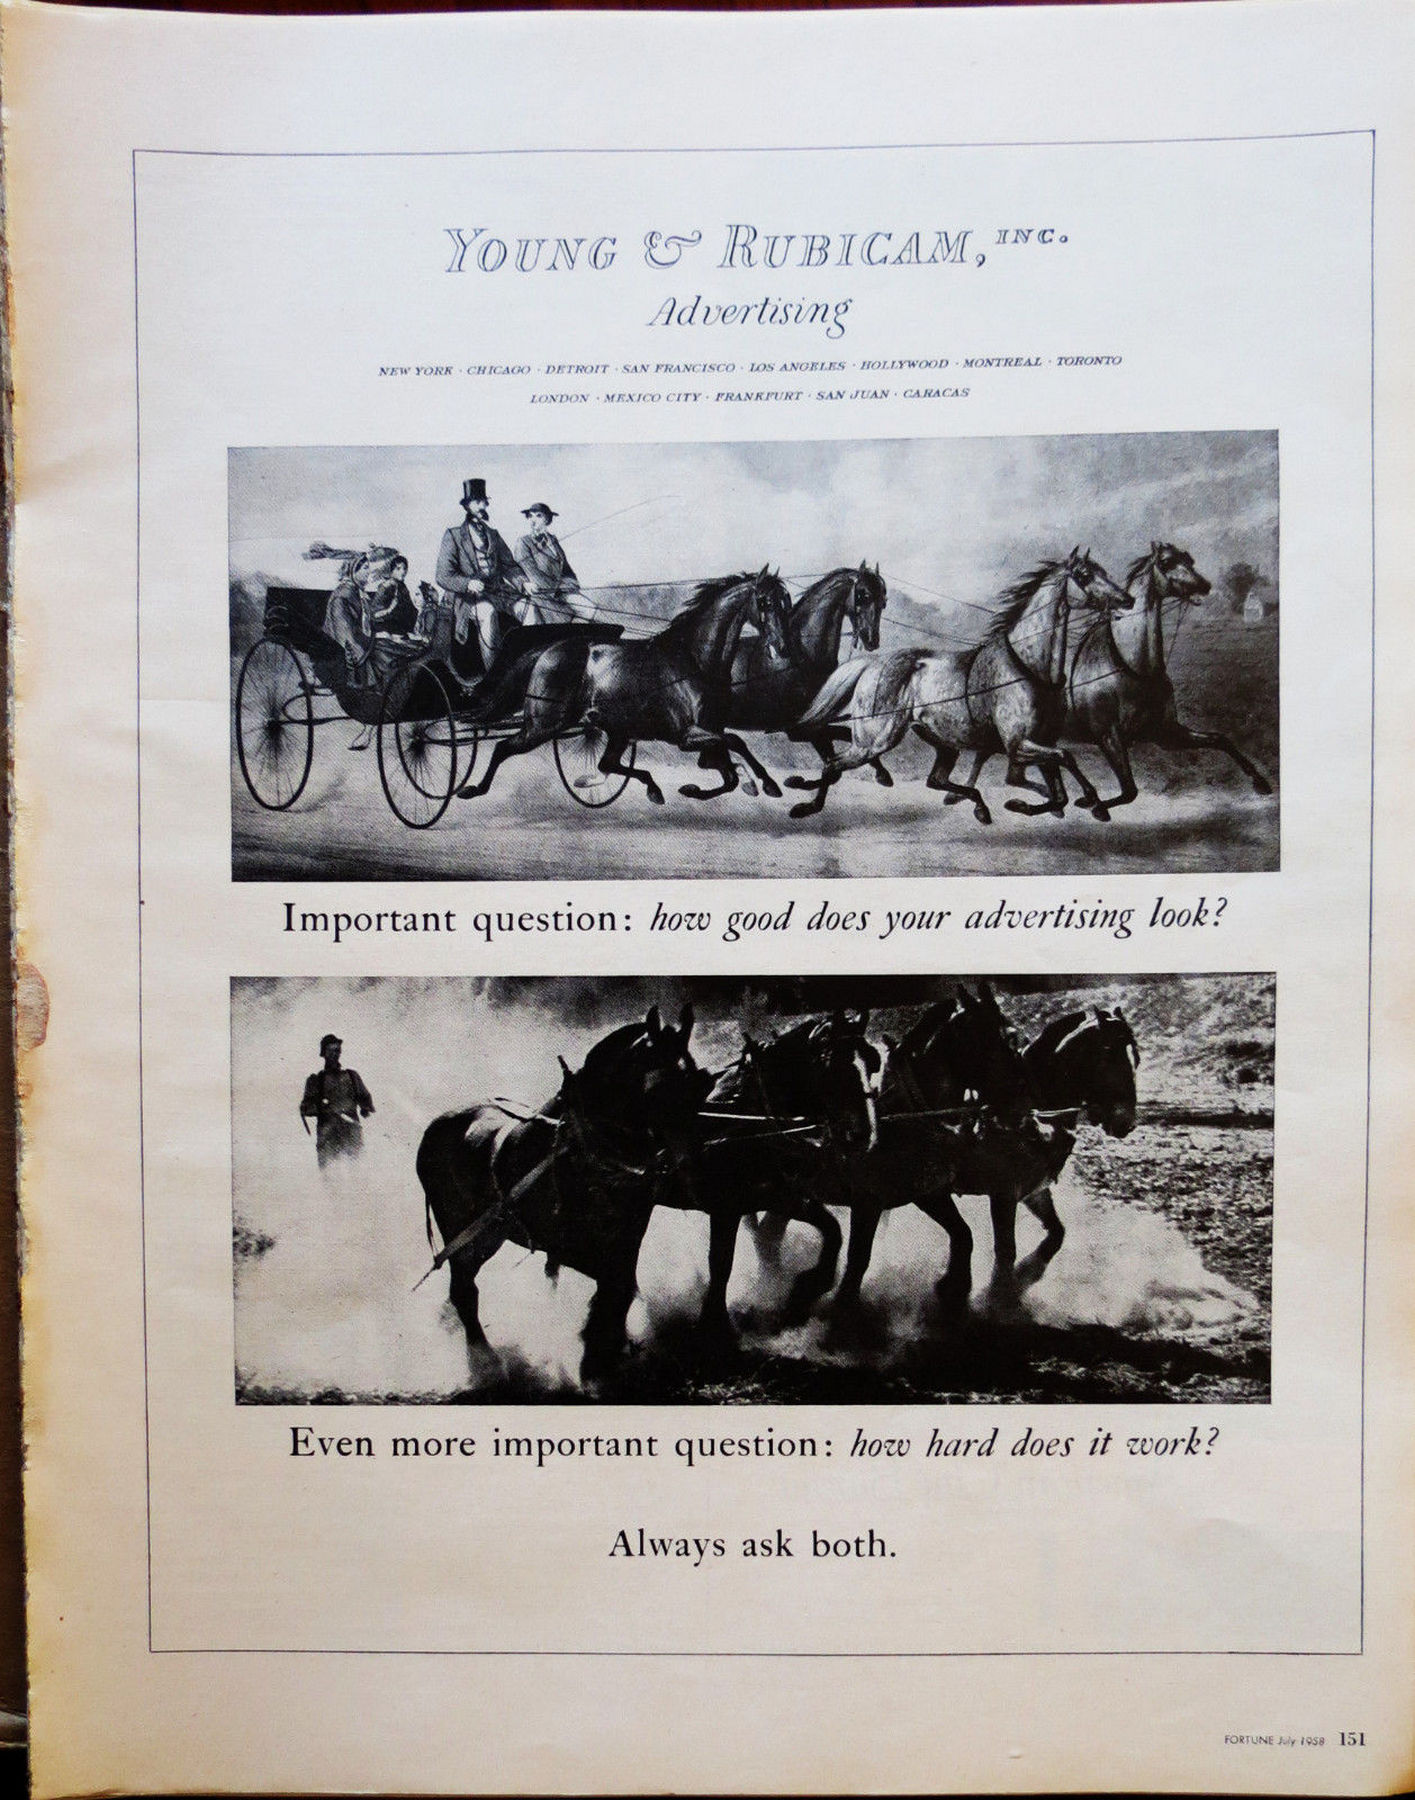 YOUNG & RUBICAM, INC.
Advertising
NEW YORK · CHICAGO · DETROIT · SAN FRANCISCO · LOS ANGELES · HOLLYWOOD · MONTREAL · TORONTO
LONDON · MEXICO CITY · FRANKFURT · SAN JUAN · CARACAS
Important question: how good does your advertising look?
Even more important question: how hard does it work?
Always ask both.
FORTUNE July 1958 151